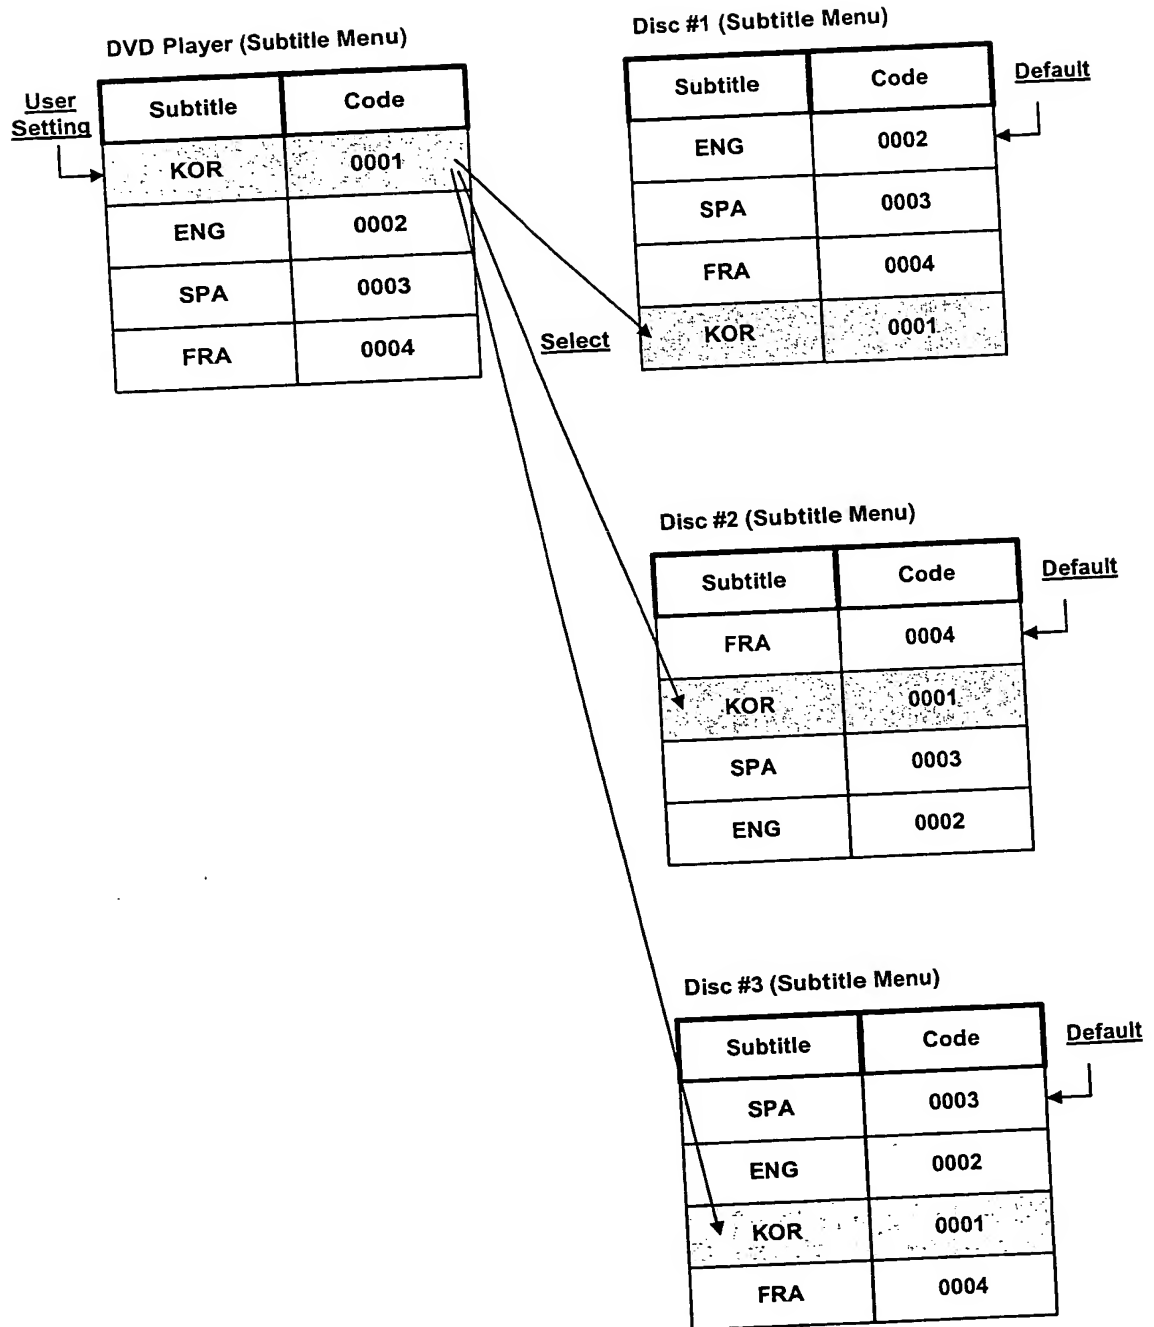 DVD Player (Subtitle Menu)
User Setting
Subtitle Code
KOR 0001
ENG 0002
SPA 0003
FRA 0004
Select
Disc #1 (Subtitle Menu)
Default
Subtitle Code
ENG 0002
SPA 0003
FRA 0004
KOR 0001
Disc #2 (Subtitle Menu)
Default
Subtitle Code
FRA 0004
KOR 0001
SPA 0003
ENG 0002
Disc #3 (Subtitle Menu)
Default
Subtitle Code
SPA 0003
ENG 0002
KOR 0001
FRA 0004